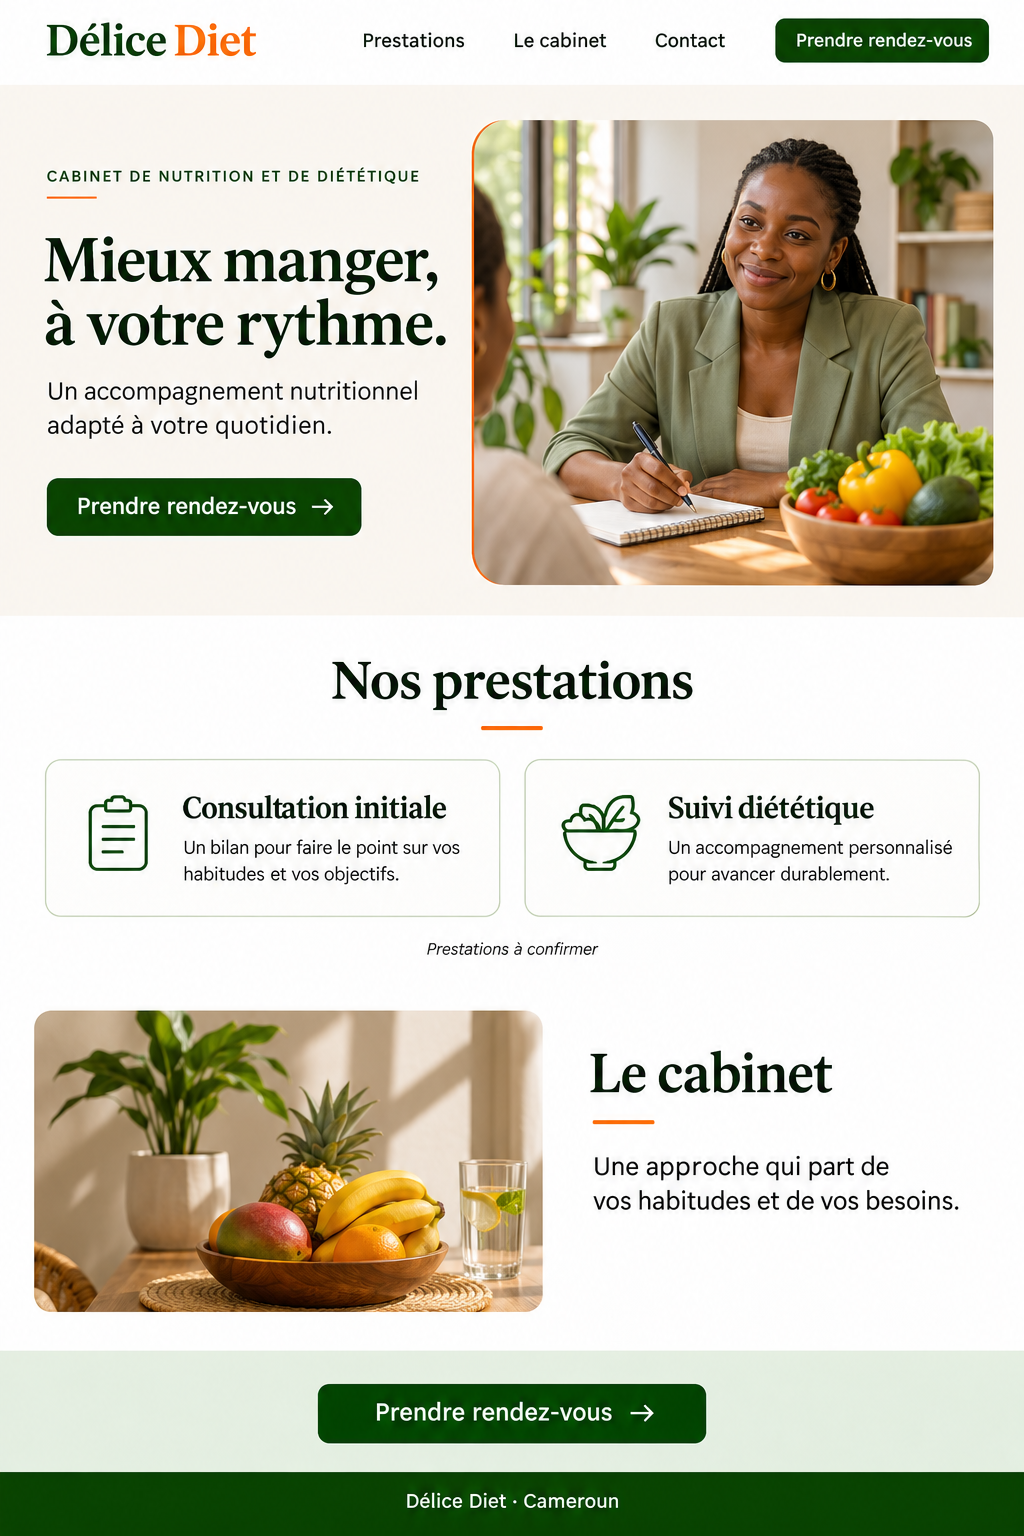 Délice Diet
Prestations
Le cabinet
Contact
Prendre rendez-vous
CABINET DE NUTRITION ET DE DIÉTÉTIQUE
Mieux manger,
à votre rythme.
Un accompagnement nutritionnel
adapté à votre quotidien.
Prendre rendez-vous →
Nos prestations
Consultation initiale
Un bilan pour faire le point sur vos
habitudes et vos objectifs.
Suivi diététique
Un accompagnement personnalisé
pour avancer durablement.
Prestations à confirmer
Le cabinet
Une approche qui part de
vos habitudes et de vos besoins.
Prendre rendez-vous →
Délice Diet · Cameroun